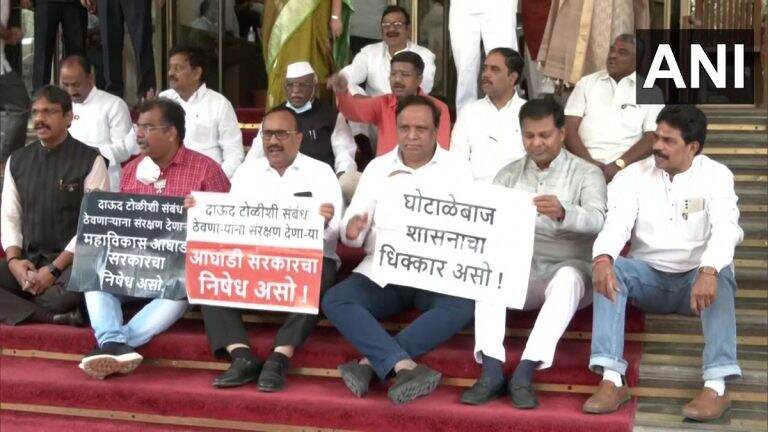 ANI
दाऊद टोळीशी संबंध
ठेवणाऱ्याना संरक्षण देणाऱ्या
महाविकास आघाडी
सरकारचा
निषेध असो,
दाऊद टोळीशी संबंध
ठेवणा-याना संरक्षण देणा-या
आघाडी सरकारचा
निषेध असो !
घोटाळेबाज
शासनाचा
धिक्कार असो !